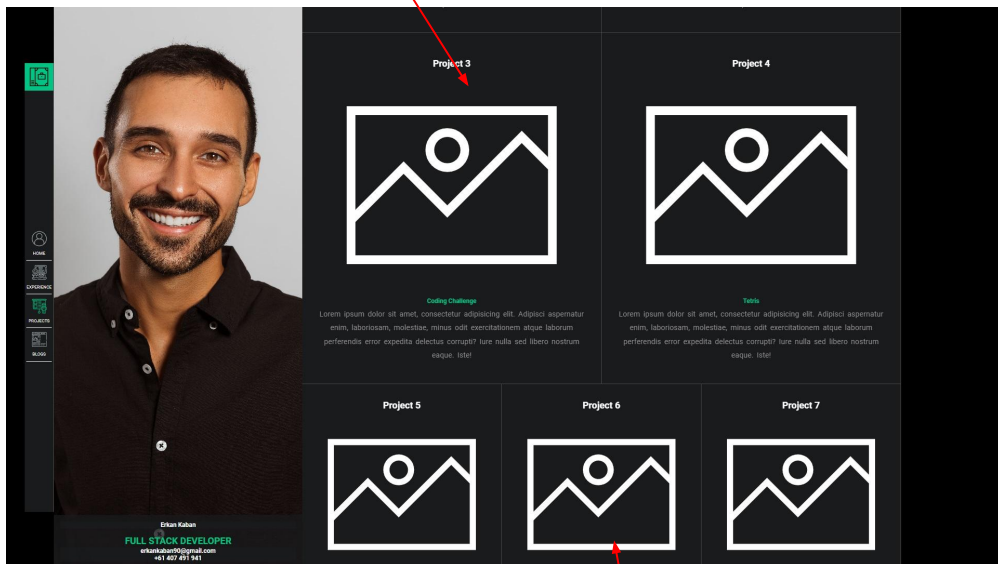 HOME
EXPERIENCE
PROJECTS
BLOGS
Erkan Kaban
FULL STACK DEVELOPER
erkankaban90@gmail.com
+61 407 491 941
Project 3
Coding Challenge
Lorem ipsum dolor sit amet, consectetur adipisicing elit. Adipisci aspernatur
enim, laboriosam, molestiae, minus odit exercitationem atque laborum
perferendis error expedita delectus corrupti? Iure nulla sed libero nostrum
eaque. Iste!
Project 4
Tetris
Lorem ipsum dolor sit amet, consectetur adipisicing elit. Adipisci aspernatur
enim, laboriosam, molestiae, minus odit exercitationem atque laborum
perferendis error expedita delectus corrupti? Iure nulla sed libero nostrum
eaque. Iste!
Project 5
Project 6
Project 7